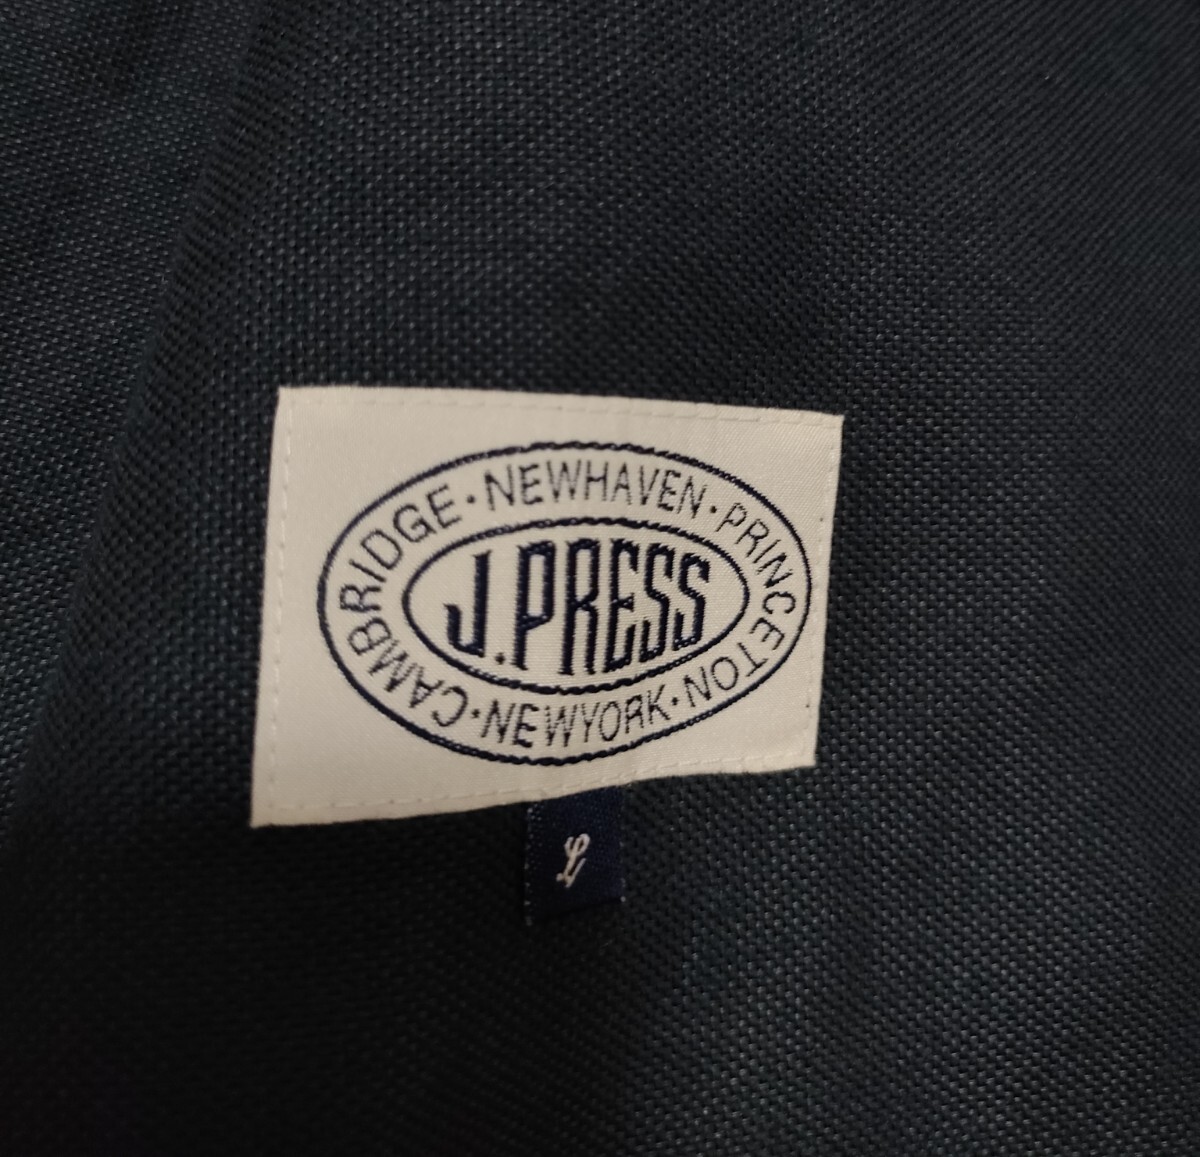 CAMBRIDGE · NEWHAVEN · PRINCETON · NEWYORK ·
J.PRESS
L